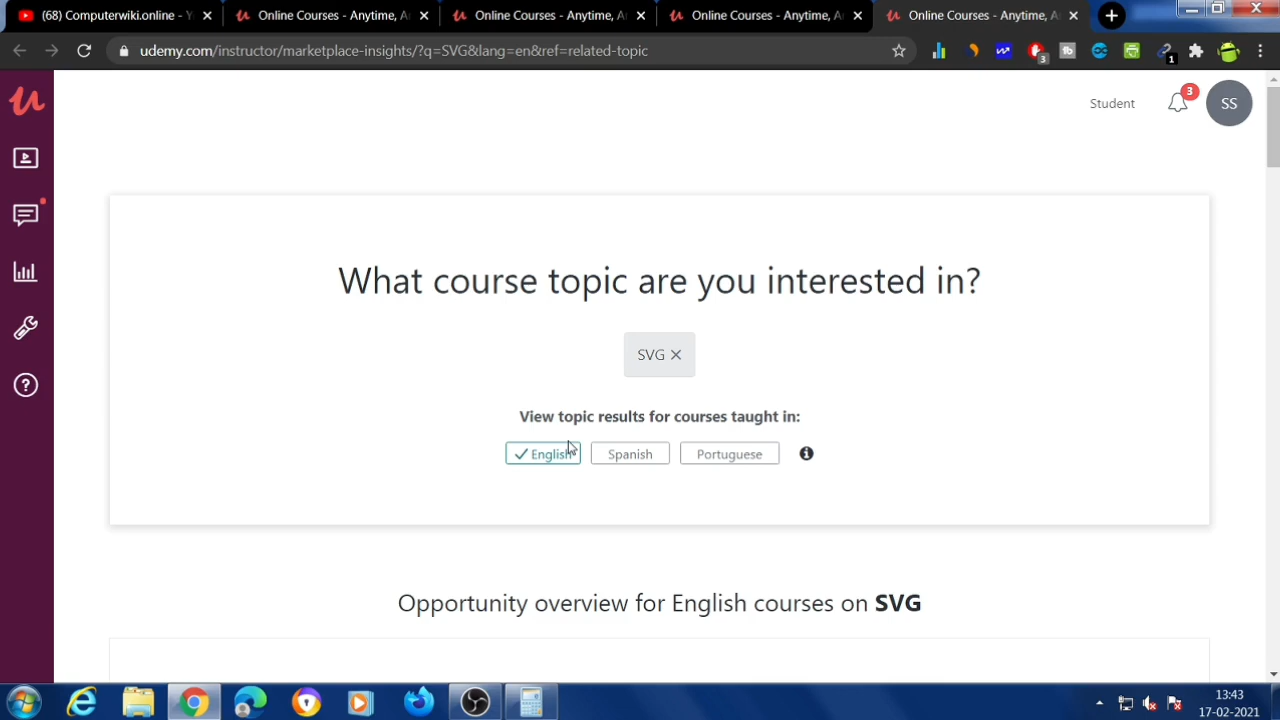 (68) Computerwiki.online - Y
Online Courses - Anytime, A
Online Courses - Anytime, A
Online Courses - Anytime, A
Online Courses - Anytime, A
udemy.com/instructor/marketplace-insights/?q=SVG&lang=en&ref=related-topic
3
1
Student
3
SS
What course topic are you interested in?
SVG
View topic results for courses taught in:
English
Spanish
Portuguese
Opportunity overview for English courses on SVG
13:43
17-02-2021